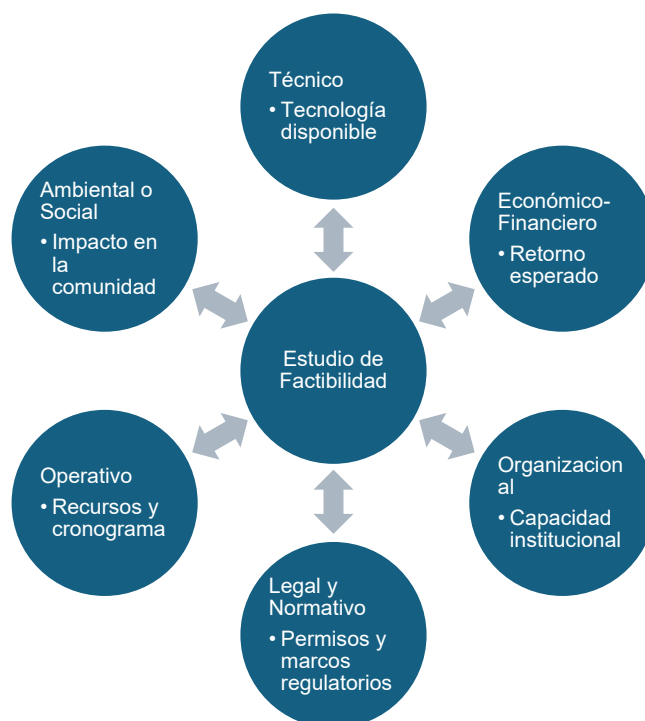 Técnico
• Tecnología
disponible
Económico-
Financiero
• Retorno
esperado
Organizacion
al
• Capacidad
institucional
Legal y
Normativo
• Permisos y
marcos
regulatorios
Operativo
• Recursos y
cronograma
Ambiental o
Social
• Impacto en
la
comunidad
Estudio de
Factibilidad